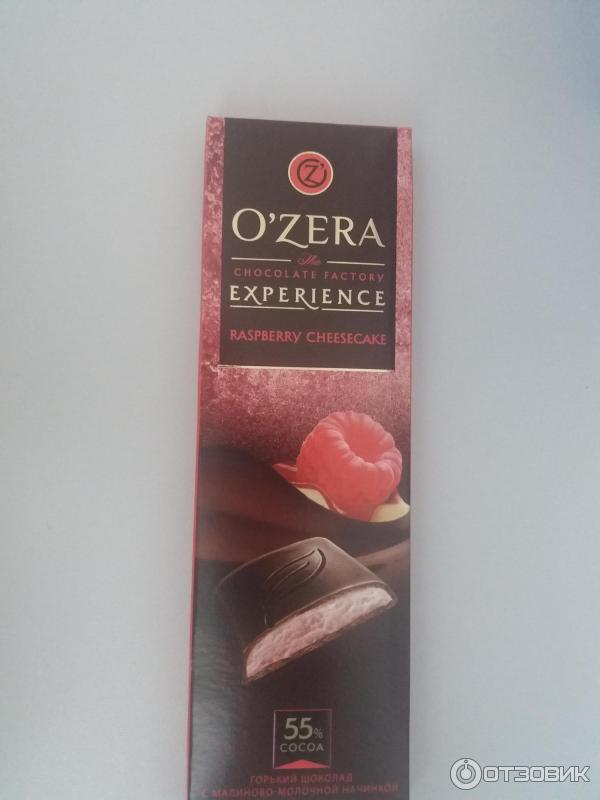 OZ'
O'ZERA
The
CHOCOLATE FACTORY
EXPERIENCE
RASPBERRY CHEESECAKE
55%
COCOA
ГОРЬКИЙ ШОКОЛАД
С МАЛИНОВО-МОЛОЧНОЙ НАЧИНКОЙ
ОТЗОВИК